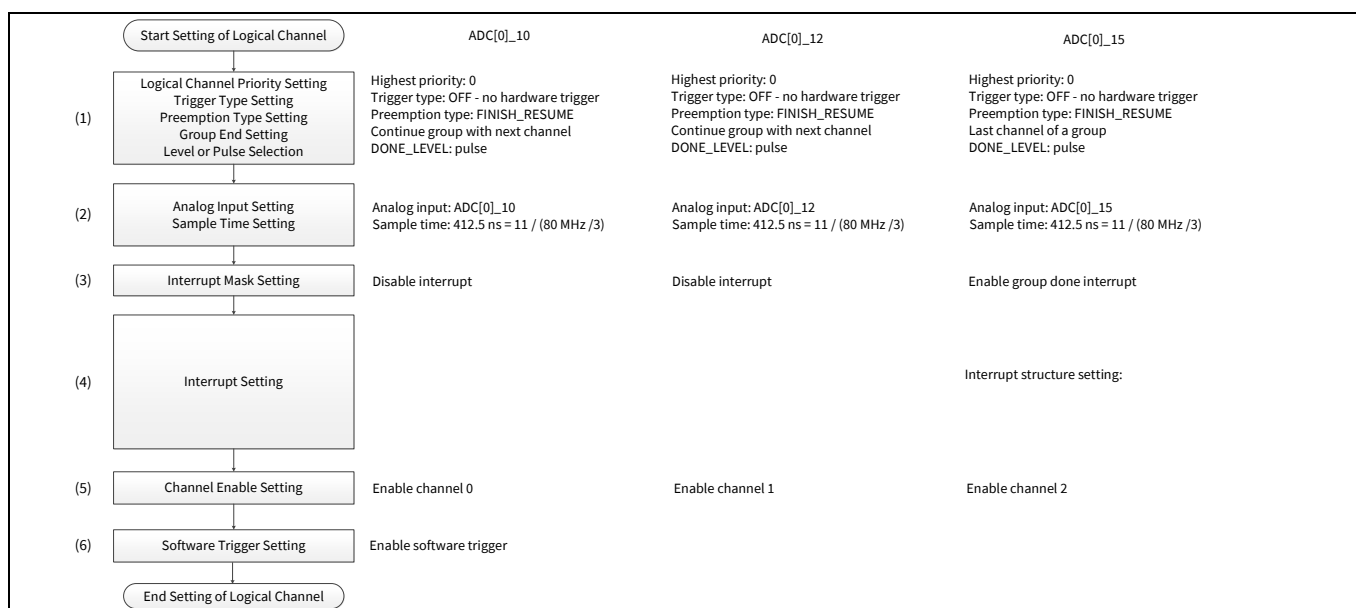 Start Setting of Logical Channel
ADC[0]_10
ADC[0]_12
ADC[0]_15
(1)
Logical Channel Priority Setting
Trigger Type Setting
Preemption Type Setting
Group End Setting
Level or Pulse Selection
Highest priority: 0
Trigger type: OFF - no hardware trigger
Preemption type: FINISH_RESUME
Continue group with next channel
DONE_LEVEL: pulse
Highest priority: 0
Trigger type: OFF - no hardware trigger
Preemption type: FINISH_RESUME
Continue group with next channel
DONE_LEVEL: pulse
Highest priority: 0
Trigger type: OFF - no hardware trigger
Preemption type: FINISH_RESUME
Last channel of a group
DONE_LEVEL: pulse
(2)
Analog Input Setting
Sample Time Setting
Analog input: ADC[0]_10
Sample time: 412.5 ns = 11 / (80 MHz /3)
Analog input: ADC[0]_12
Sample time: 412.5 ns = 11 / (80 MHz /3)
Analog input: ADC[0]_15
Sample time: 412.5 ns = 11 / (80 MHz /3)
(3)
Interrupt Mask Setting
Disable interrupt
Disable interrupt
Enable group done interrupt
(4)
Interrupt Setting
Interrupt structure setting:
(5)
Channel Enable Setting
Enable channel 0
Enable channel 1
Enable channel 2
(6)
Software Trigger Setting
Enable software trigger
End Setting of Logical Channel